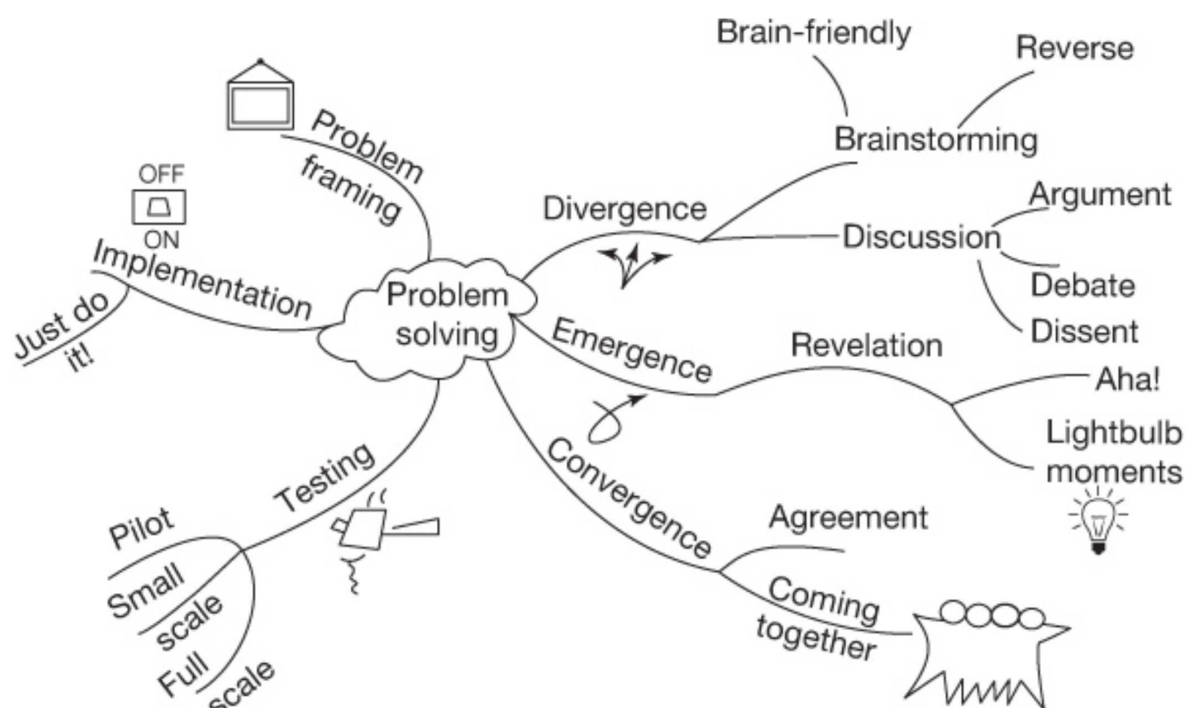 Problem
solving
Problem
framing
Divergence
Brainstorming
Brain-friendly
Reverse
Discussion
Argument
Debate
Dissent
Emergence
Revelation
Aha!
Lightbulb
moments
Convergence
Agreement
Coming
together
Testing
Pilot
Small
scale
Full
scale
OFF
ON
Implementation
Just do
it!